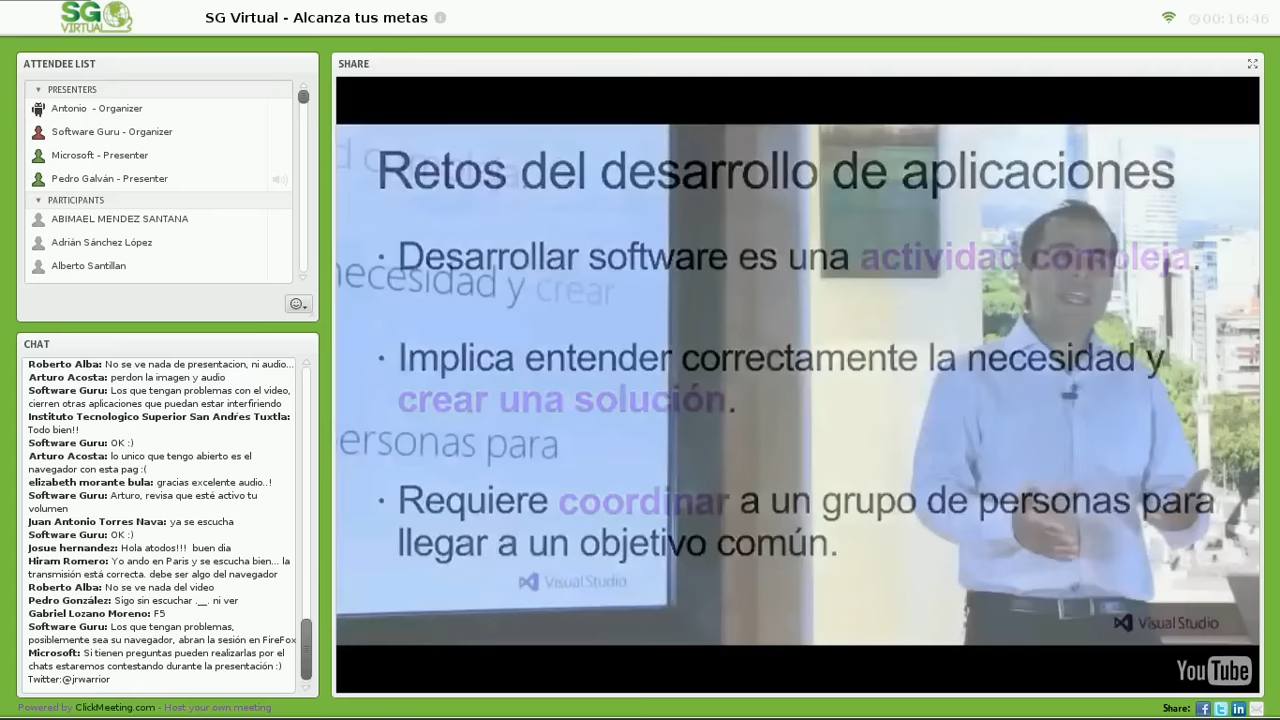 SG
VIRTUAL
SG Virtual - Alcanza tus metas
00:16:46
ATTENDEE LIST
PRESENTERS
Antonio - Organizer
Software Guru - Organizer
Microsoft - Presenter
Pedro Galván - Presenter
PARTICIPANTS
ABIMAEL MENDEZ SANTANA
Adrián Sánchez López
Alberto Santillan
CHAT
Roberto Alba: No se ve nada de presentacion, ni audio...
Arturo Acosta: perdon la imagen y audio
Software Guru: Los que tengan problemas con el video,
cierren otras aplicaciones que puedan estar interfiriendo
Instituto Tecnologico Superior San Andres Tuxtla:
Todo bien!!
Software Guru: OK :)
Arturo Acosta: lo unico que tengo abierto es el
navegador con esta pag :(
elizabeth morante bula: gracias excelente audio..!
Software Guru: Arturo, revisa que esté activo tu
volumen
Juan Antonio Torres Nava: ya se escucha
Software Guru: OK :)
Josue hernandez: Hola atodos!!! buen dia
Hiram Romero: Yo ando en Paris y se escucha bien... la
transmisión está correcta. debe ser algo del navegador
Roberto Alba: No se ve nada del video
Pedro González: Sigo sin escuchar .__. ni ver
Gabriel Lozano Moreno: F5
Software Guru: Los que tengan problemas,
posiblemente sea su navegador, abran la sesión en FireFox
Microsoft: Si tienen preguntas pueden realizarlas por el
chats estaremos contestando durante la presentación :)
Twitter:@jrwarrior
SHARE
Retos del desarrollo de aplicaciones
· Desarrollar software es una actividad compleja.
necesidad y crear
· Implica entender correctamente la necesidad y
crear una solución.
ersonas para
· Requiere coordinar a un grupo de personas para
llegar a un objetivo común.
Visual Studio
Visual Studio
YouTube
Powered by ClickMeeting.com - Host your own meeting
Share: